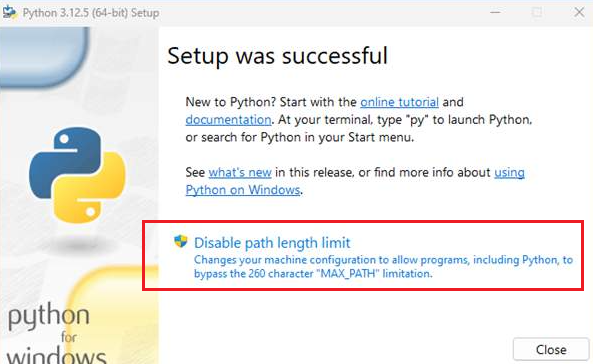 Python 3.12.5 (64-bit) Setup
Setup was successful
New to Python? Start with the online tutorial and
documentation. At your terminal, type "py" to launch Python,
or search for Python in your Start menu.
See what's new in this release, or find more info about using
Python on Windows.
Disable path length limit
Changes your machine configuration to allow programs, including Python, to
bypass the 260 character "MAX_PATH" limitation.
python
for
windows
Close